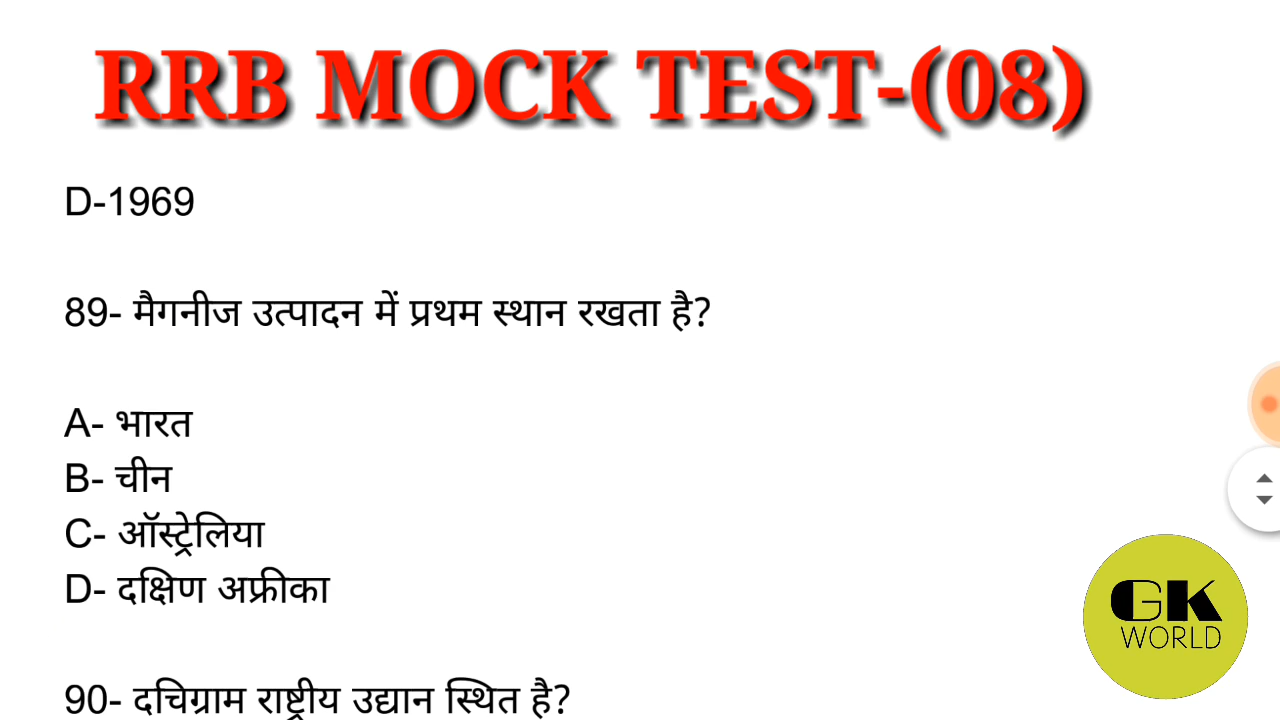 RRB MOCK TEST-(08)
D-1969
89- मैगनीज उत्पादन में प्रथम स्थान रखता है?
A- भारत
B- चीन
C- ऑस्ट्रेलिया
D- दक्षिण अफ्रीका
90- दचिग्राम राष्ट्रीय उद्यान स्थित है?
GK
WORLD